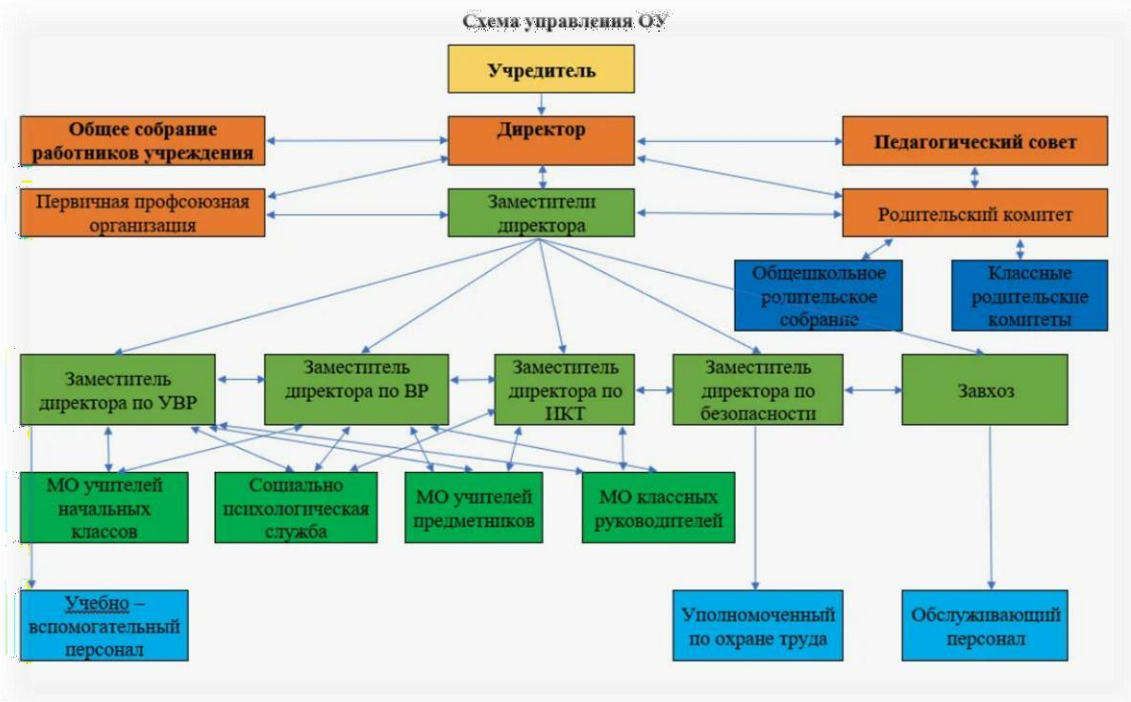 Схема управления ОУ
Учредитель
Общее собрание
работников учреждения
Директор
Педагогический совет
Первичная профсоюзная
организация
Заместители
директора
Родительский комитет
Общешкольное
ролительское
собрание
Классные
родительские
комитеты
Заместитель
директора по УВР
Заместитель
директора по ВР
Заместитель
директора по
ИКТ
Заместитель
директора по
безопасности
Завхоз
МО учителей
начальных
классов
Социально
психологическая
служба
МО учителей
предметников
МО классных
руководителей
Учебно –
вспомогательный
персонал
Уполномоченный
по охране труда
Обслуживающий
персонал